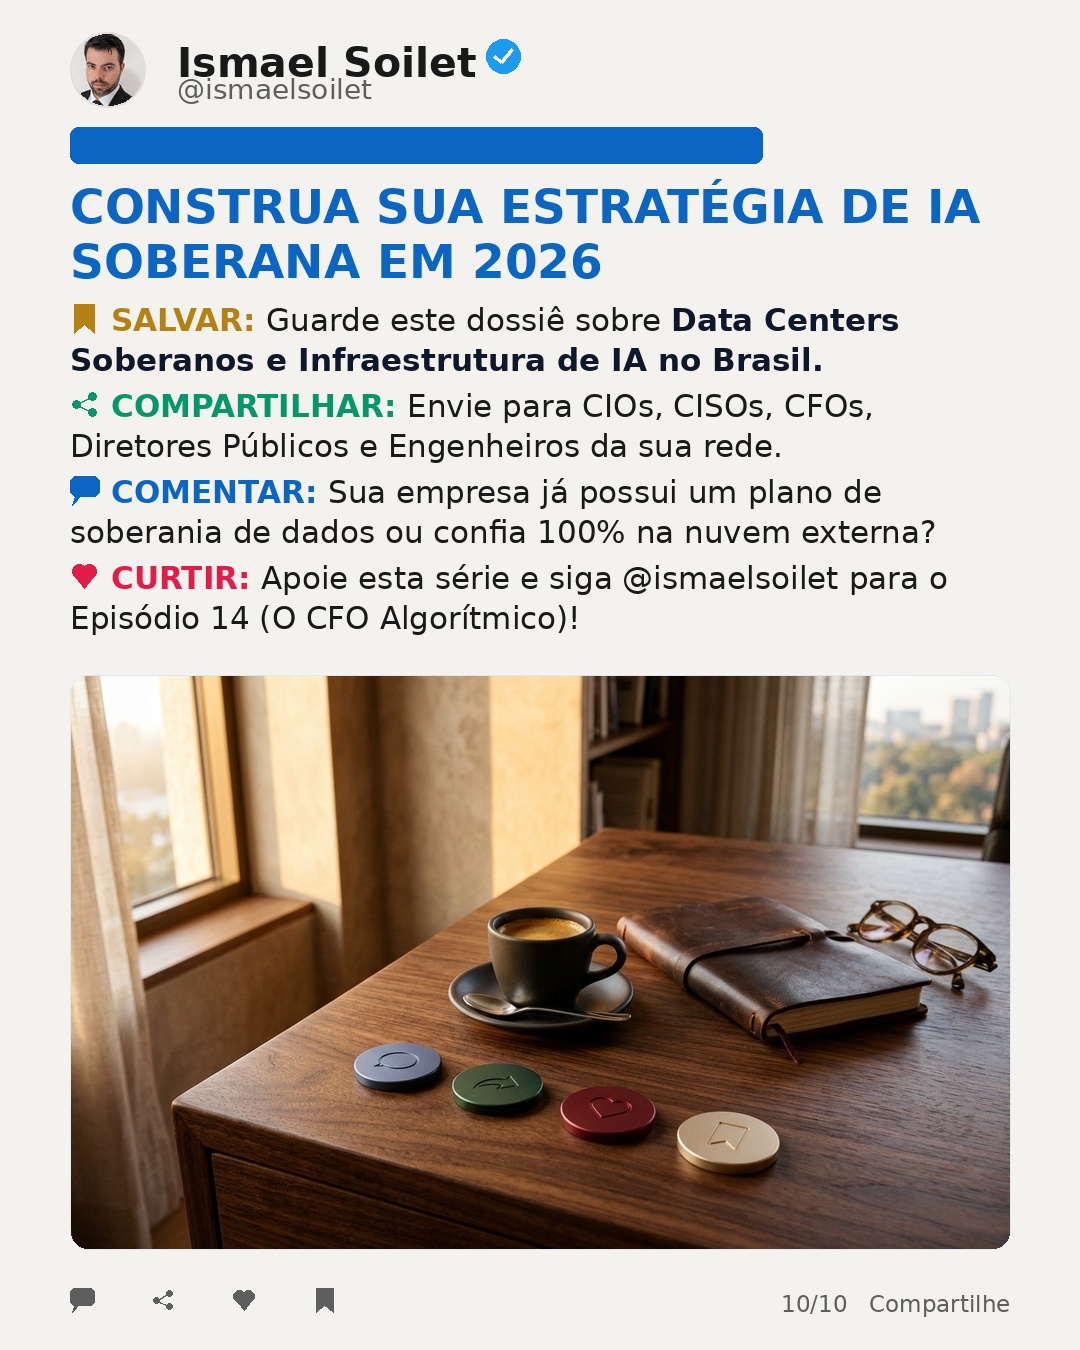 Ismael Soilet
@ismaelsoilet
CONSTRUA SUA ESTRATÉGIA DE IA
SOBERANA EM 2026
SALVAR: Guarde este dossiê sobre Data Centers
Soberanos e Infraestrutura de IA no Brasil.
COMPARTILHAR: Envie para CIOs, CISOs, CFOs,
Diretores Públicos e Engenheiros da sua rede.
COMENTAR: Sua empresa já possui um plano de
soberania de dados ou confia 100% na nuvem externa?
CURTIR: Apoie esta série e siga @ismaelsoilet para o
Episódio 14 (O CFO Algorítmico)!
10/10 Compartilhe